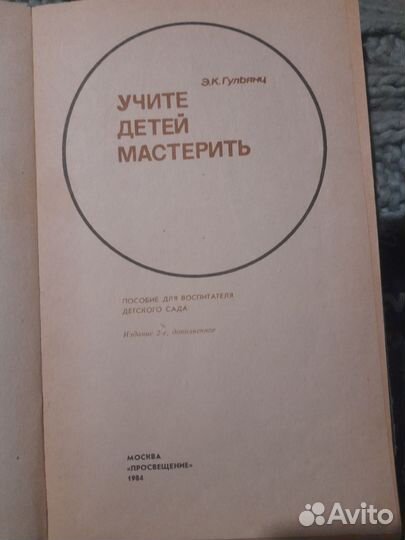 Э.К. Гульянц
УЧИТЕ
ДЕТЕЙ
МАСТЕРИТЬ
ПОСОБИЕ ДЛЯ ВОСПИТАТЕЛЯ
ДЕТСКОГО САДА
Издание 2-е, дополненное
МОСКВА
«ПРОСВЕЩЕНИЕ»
1984
Avito